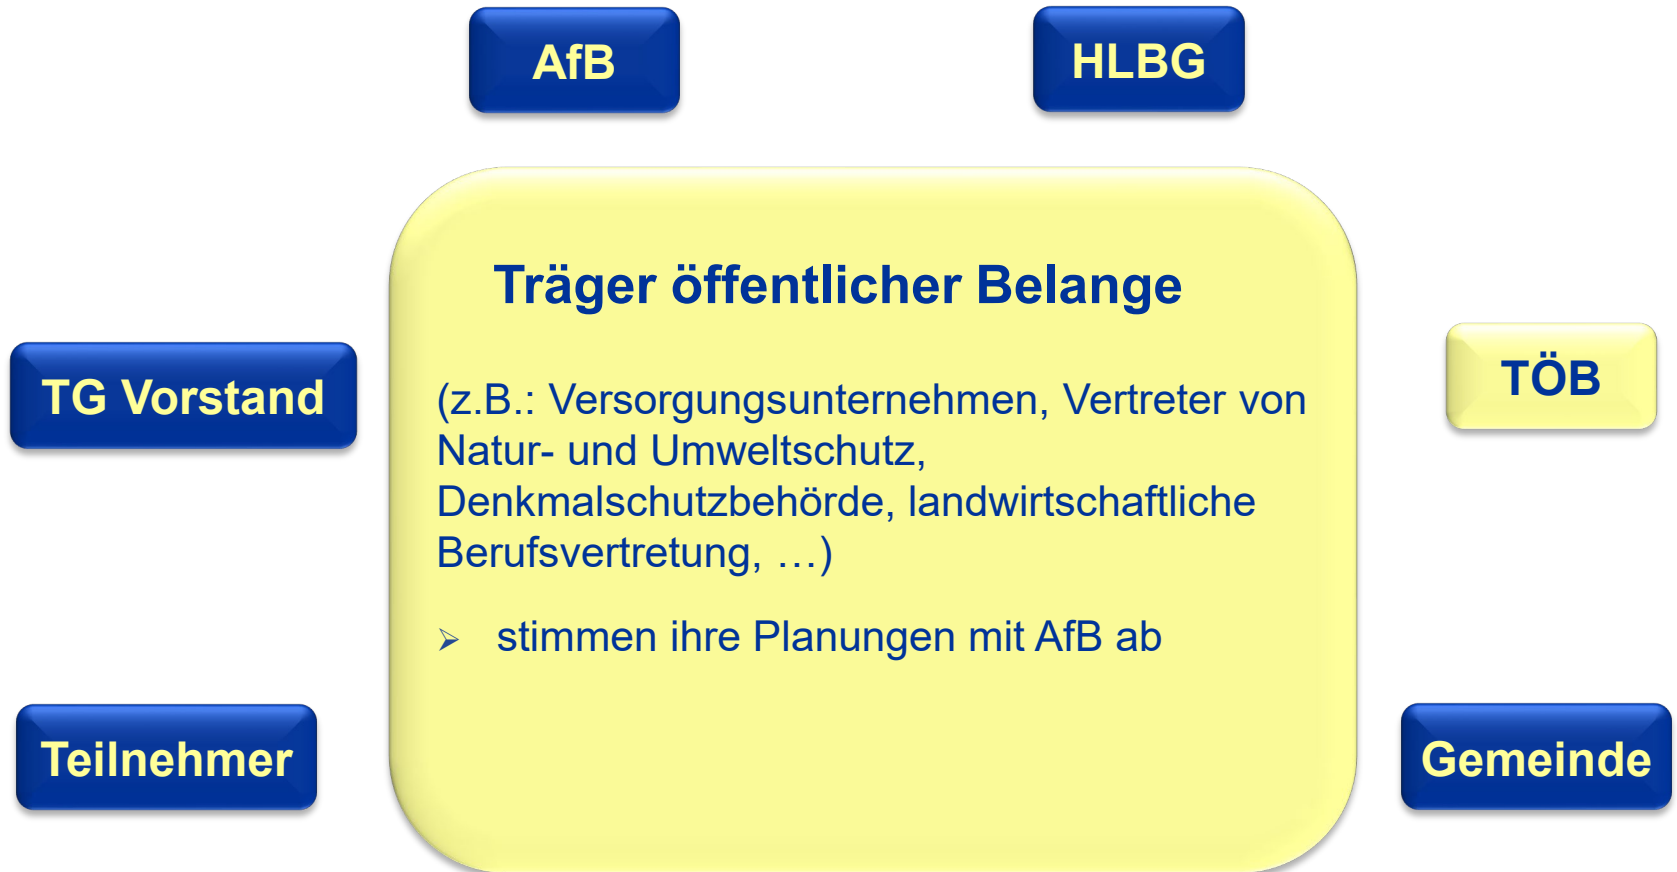 AfB
HLBG
Träger öffentlicher Belange
TG Vorstand
(z.B.: Versorgungsunternehmen, Vertreter von
Natur- und Umweltschutz,
Denkmalschutzbehörde, landwirtschaftliche
Berufsvertretung, …)
TÖB
➢ stimmen ihre Planungen mit AfB ab
Teilnehmer
Gemeinde